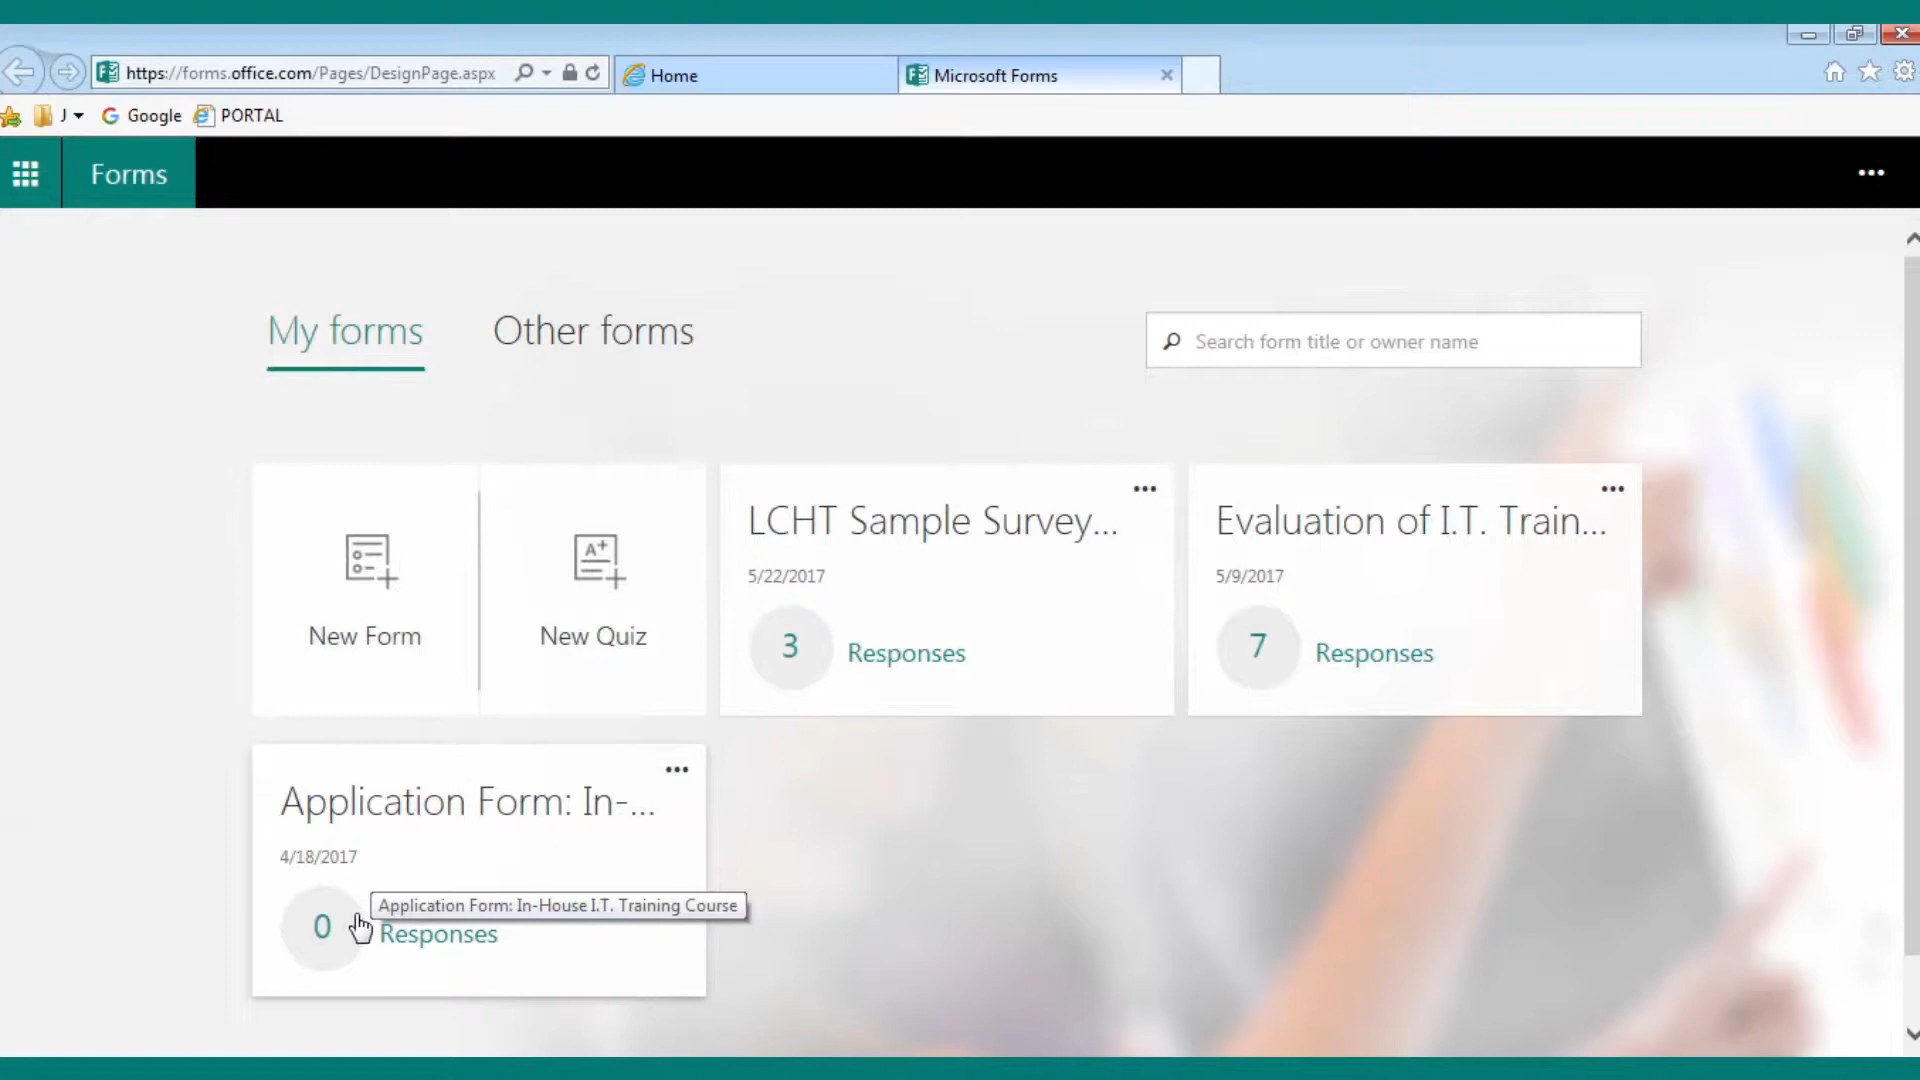 https://forms.office.com/Pages/DesignPage.aspx
Home
Microsoft Forms
J
Google
PORTAL
Forms
My forms
Other forms
Search form title or owner name
New Form
A+
New Quiz
LCHT Sample Survey...
5/22/2017
3
Responses
Evaluation of I.T. Train...
5/9/2017
7
Responses
Application Form: In-...
4/18/2017
Application Form: In-House I.T. Training Course
0
Responses